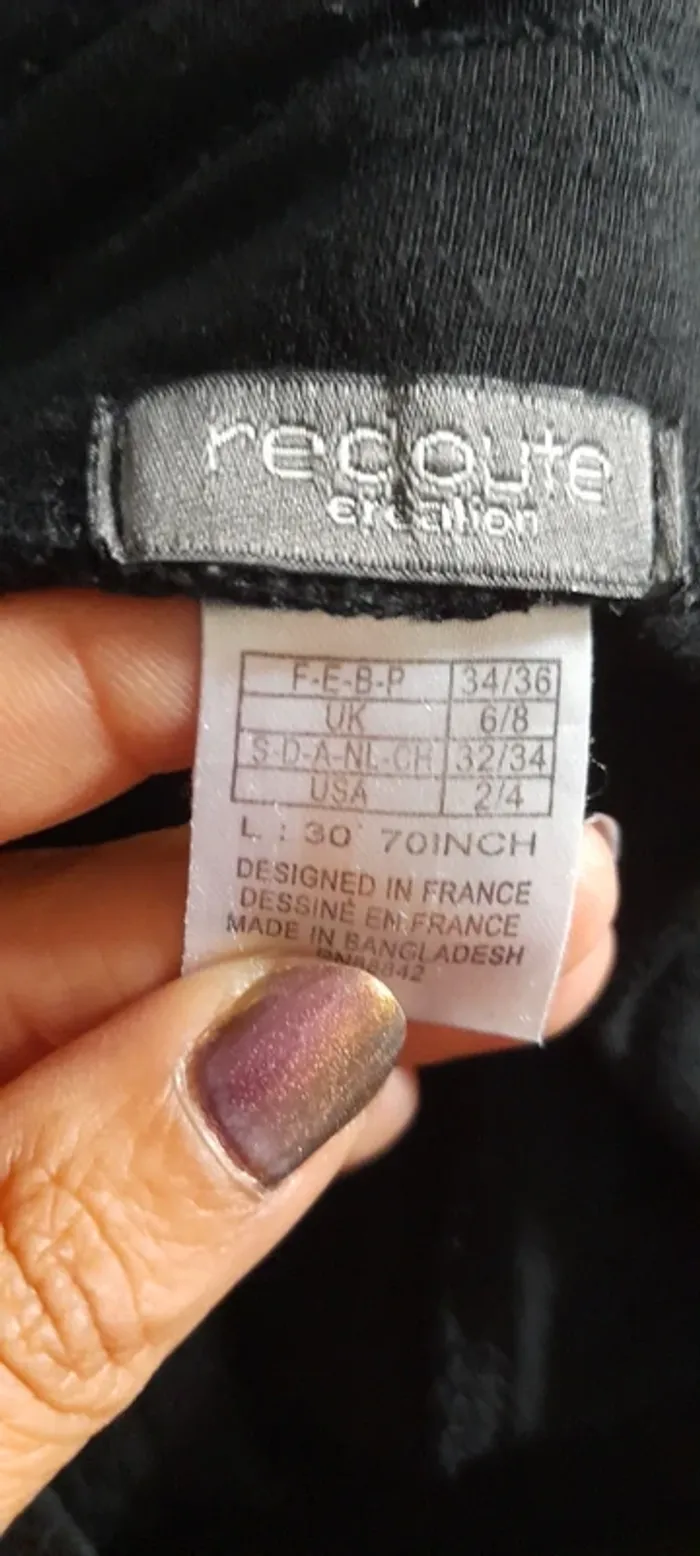 redoute
creation
F-E-B-P 34/36
UK 6/8
S-D-A-NL-CH 32/34
USA 2/4
L : 30' 70INCH
DESIGNED IN FRANCE
DESSINÉ EN FRANCE
MADE IN BANGLADESH